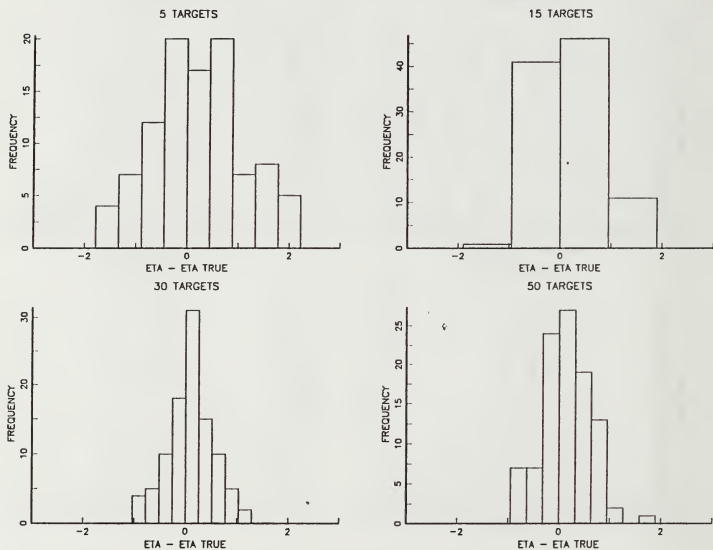 5 TARGETS
FREQUENCY
0 5 10 15 20
-2 0 2
ETA - ETA TRUE
15 TARGETS
FREQUENCY
0 10 20 30 40
-2 0 2
ETA - ETA TRUE
30 TARGETS
FREQUENCY
0 10 20 30
-2 0 2
ETA - ETA TRUE
50 TARGETS
FREQUENCY
0 5 10 15 20 25
-2 0 2
ETA - ETA TRUE